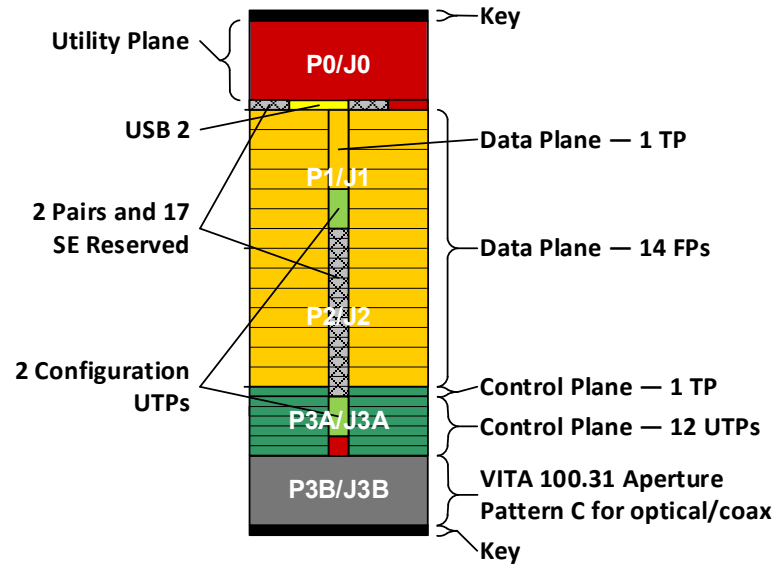 Key
Utility Plane
P0/J0
USB 2
Data Plane — 1 TP
P1/J1
2 Pairs and 17
SE Reserved
Data Plane — 14 FPs
P2/J2
2 Configuration
UTPs
Control Plane — 1 TP
P3A/J3A
Control Plane — 12 UTPs
P3B/J3B
VITA 100.31 Aperture
Pattern C for optical/coax
Key